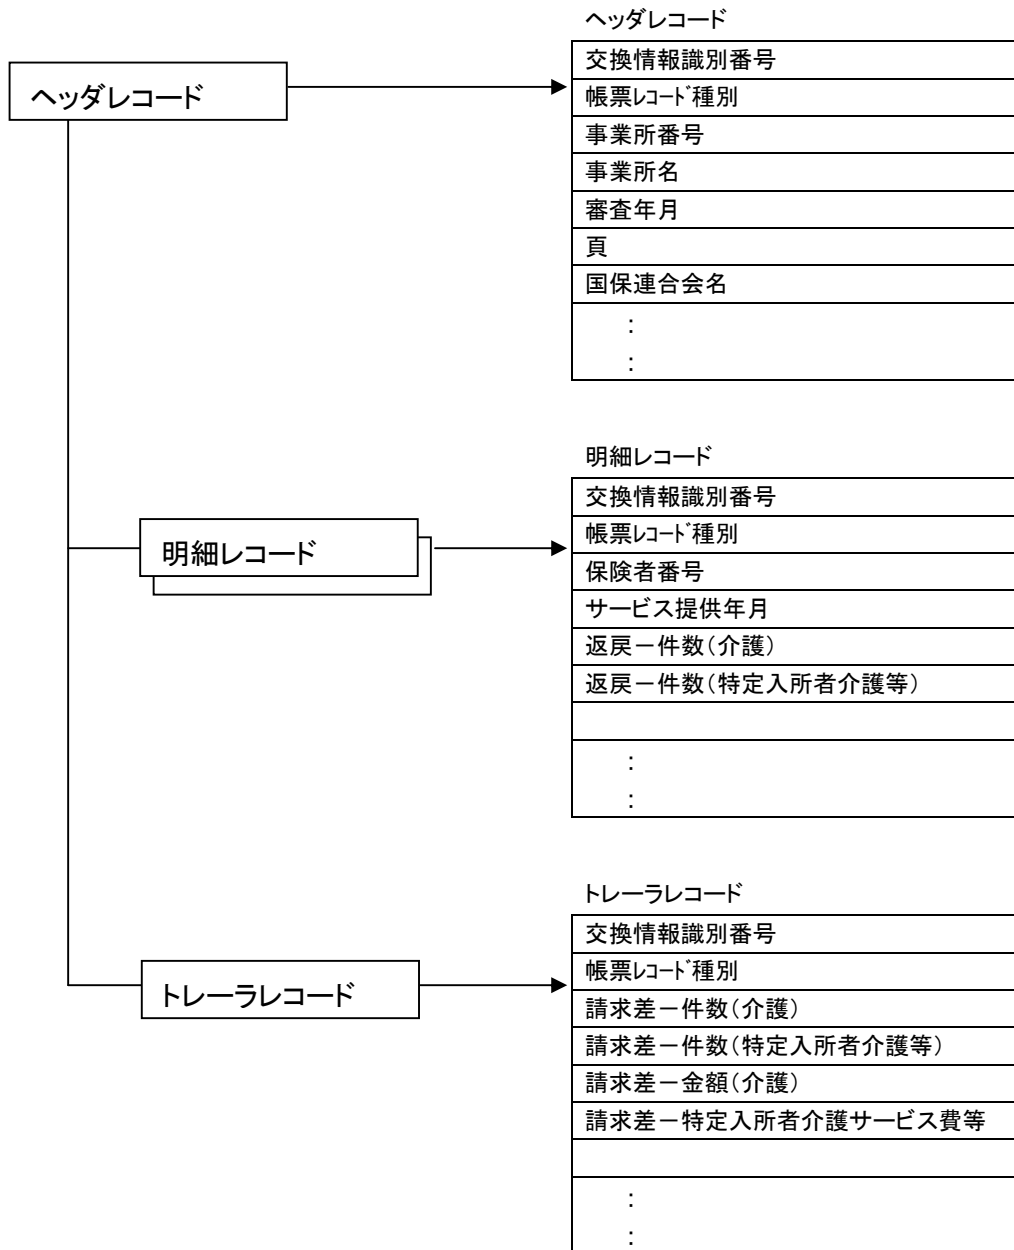 ヘッダレコード
ヘッダレコード
交換情報識別番号
帳票ﾚｺｰﾄﾞ種別
事業所番号
事業所名
審査年月
頁
国保連合会名
:
:
明細レコード
明細レコード
交換情報識別番号
帳票ﾚｺｰﾄﾞ種別
保険者番号
サービス提供年月
返戻－件数(介護)
返戻－件数(特定入所者介護等)
:
:
トレーラレコード
トレーラレコード
交換情報識別番号
帳票ﾚｺｰﾄﾞ種別
請求差－件数(介護)
請求差－件数(特定入所者介護等)
請求差－金額(介護)
請求差－特定入所者介護サービス費等
:
: